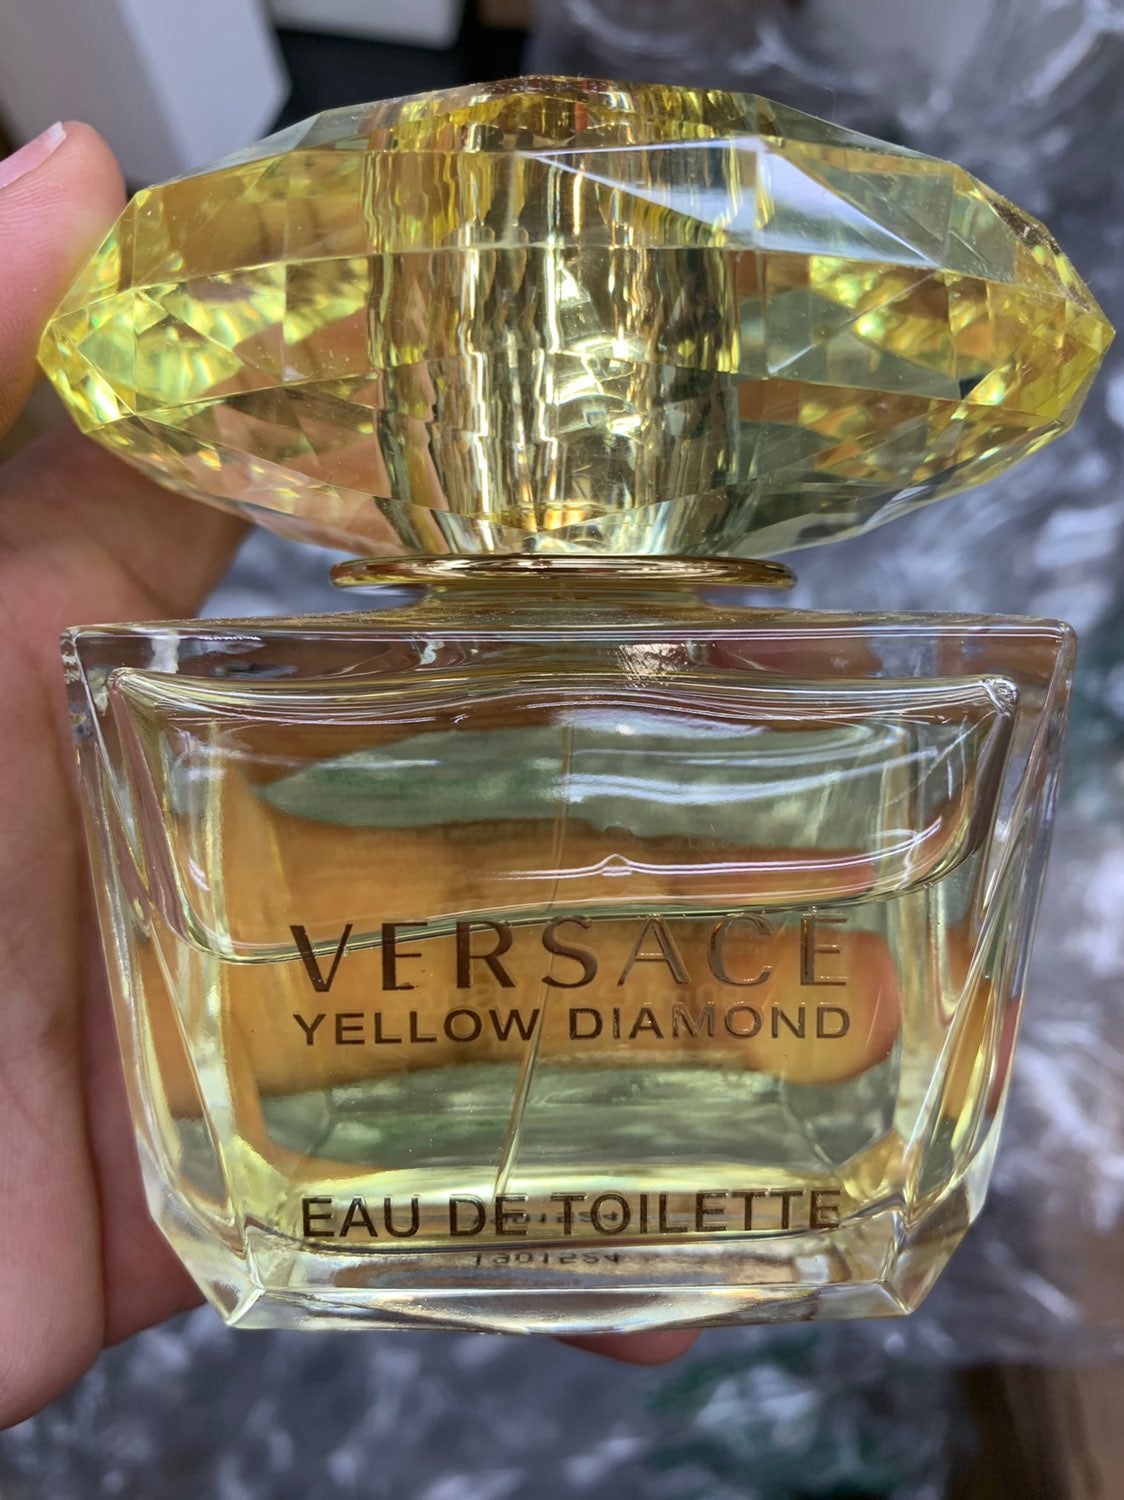 VERSACE
YELLOW DIAMOND
EAU DE TOILETTE